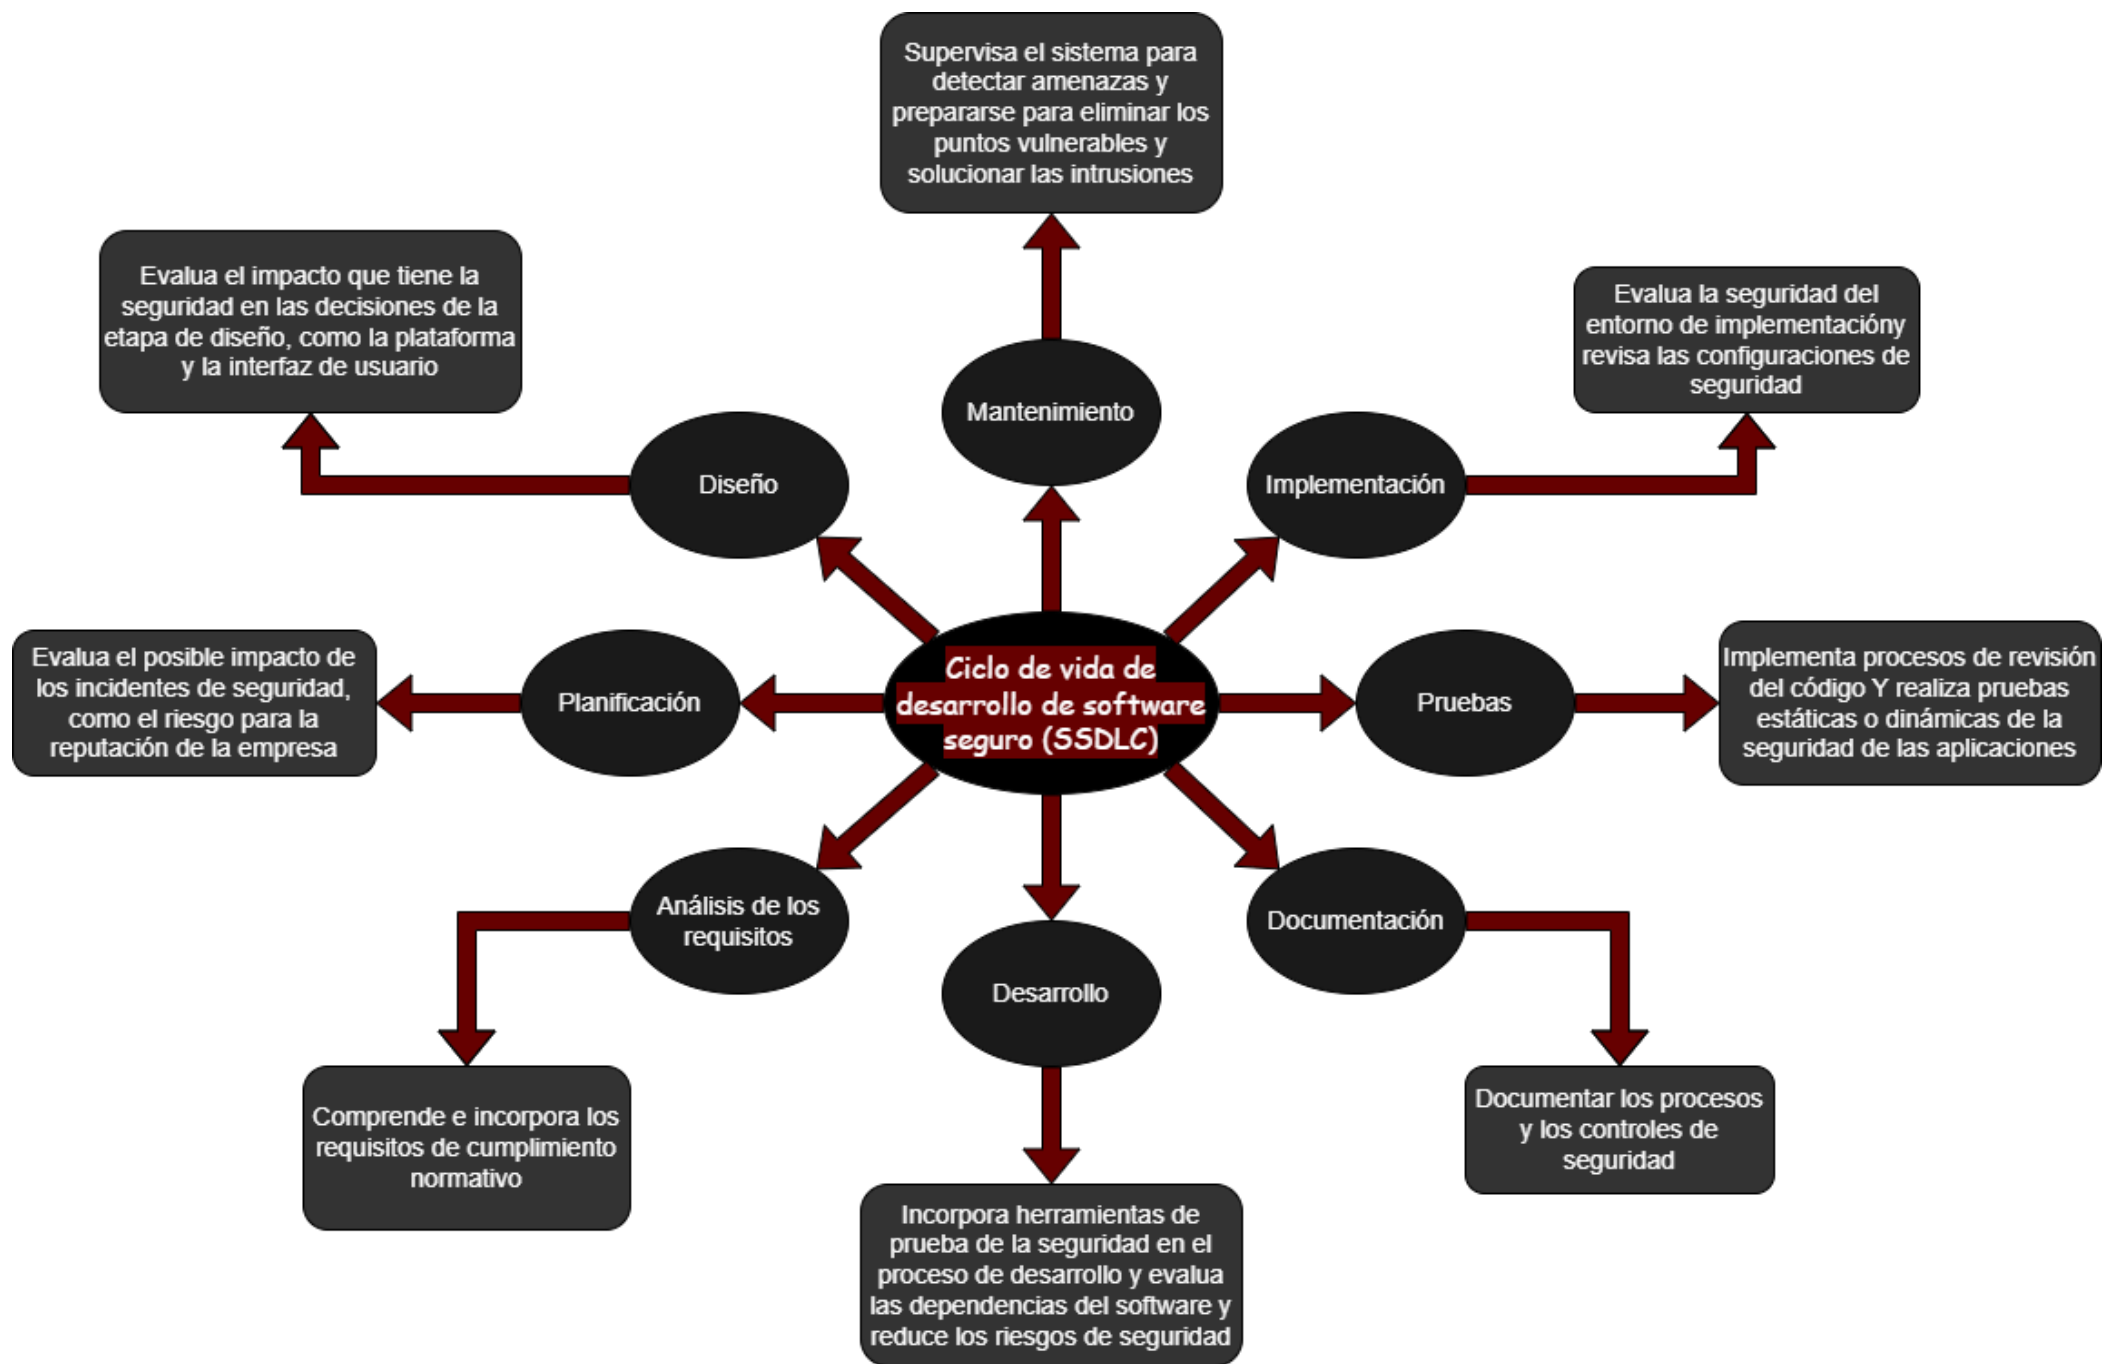 Supervisa el sistema para
detectar amenazas y
prepararse para eliminar los
puntos vulnerables y
solucionar las intrusiones
Evalua el impacto que tiene la
seguridad en las decisiones de la
etapa de diseño, como la plataforma
y la interfaz de usuario
Evalua la seguridad del
entorno de implementacióny
revisa las configuraciones de
seguridad
Mantenimiento
Diseño
Implementación
Evalua el posible impacto de
los incidentes de seguridad,
como el riesgo para la
reputación de la empresa
Planificación
Ciclo de vida de
desarrollo de software
seguro (SSDLC)
Pruebas
Implementa procesos de revisión
del código Y realiza pruebas
estáticas o dinámicas de la
seguridad de las aplicaciones
Análisis de los
requisitos
Desarrollo
Documentación
Comprende e incorpora los
requisitos de cumplimiento
normativo
Documentar los procesos
y los controles de
seguridad
Incorpora herramientas de
prueba de la seguridad en el
proceso de desarrollo y evalua
las dependencias del software y
reduce los riesgos de seguridad